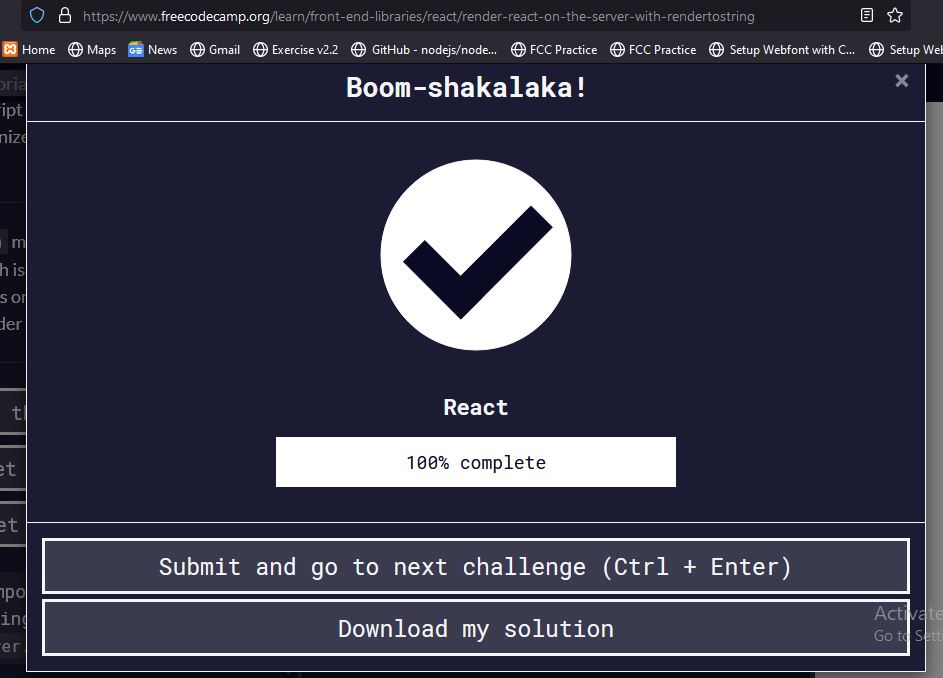 https://www.freecodecamp.org/learn/front-end-libraries/react/render-react-on-the-server-with-rendertostring
Home Maps News Gmail Exercise v2.2 GitHub - nodejs/node... FCC Practice FCC Practice Setup Webfont with C... Setup Web
Boom-shakalaka!
×
React
100% complete
Submit and go to next challenge (Ctrl + Enter)
Download my solution
Activate
Go to Sett